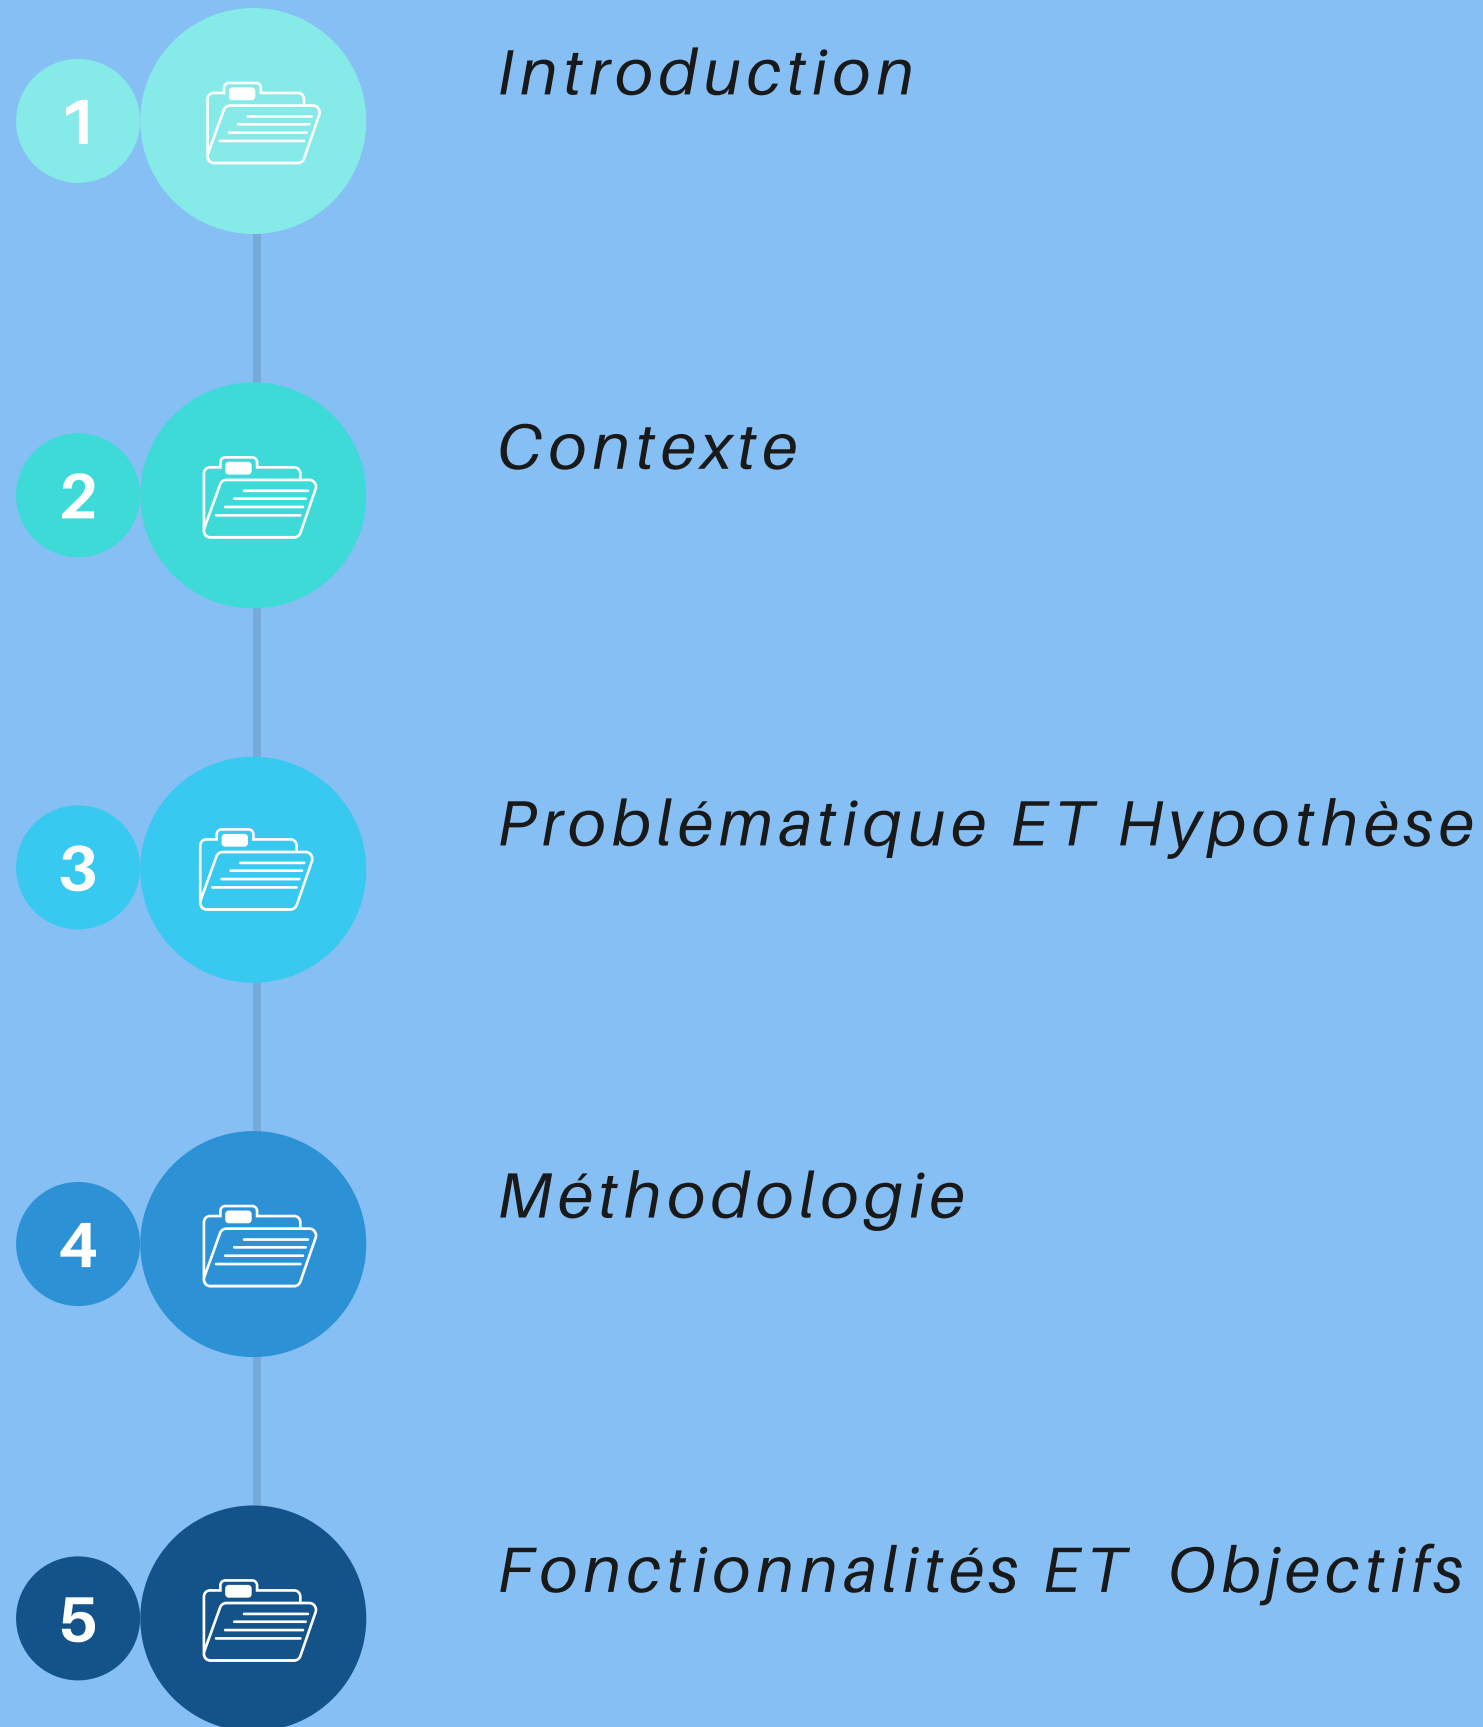 1
Introduction
2
Contexte
3
Problématique ET Hypothèse
4
Méthodologie
5
Fonctionnalités ET Objectifs